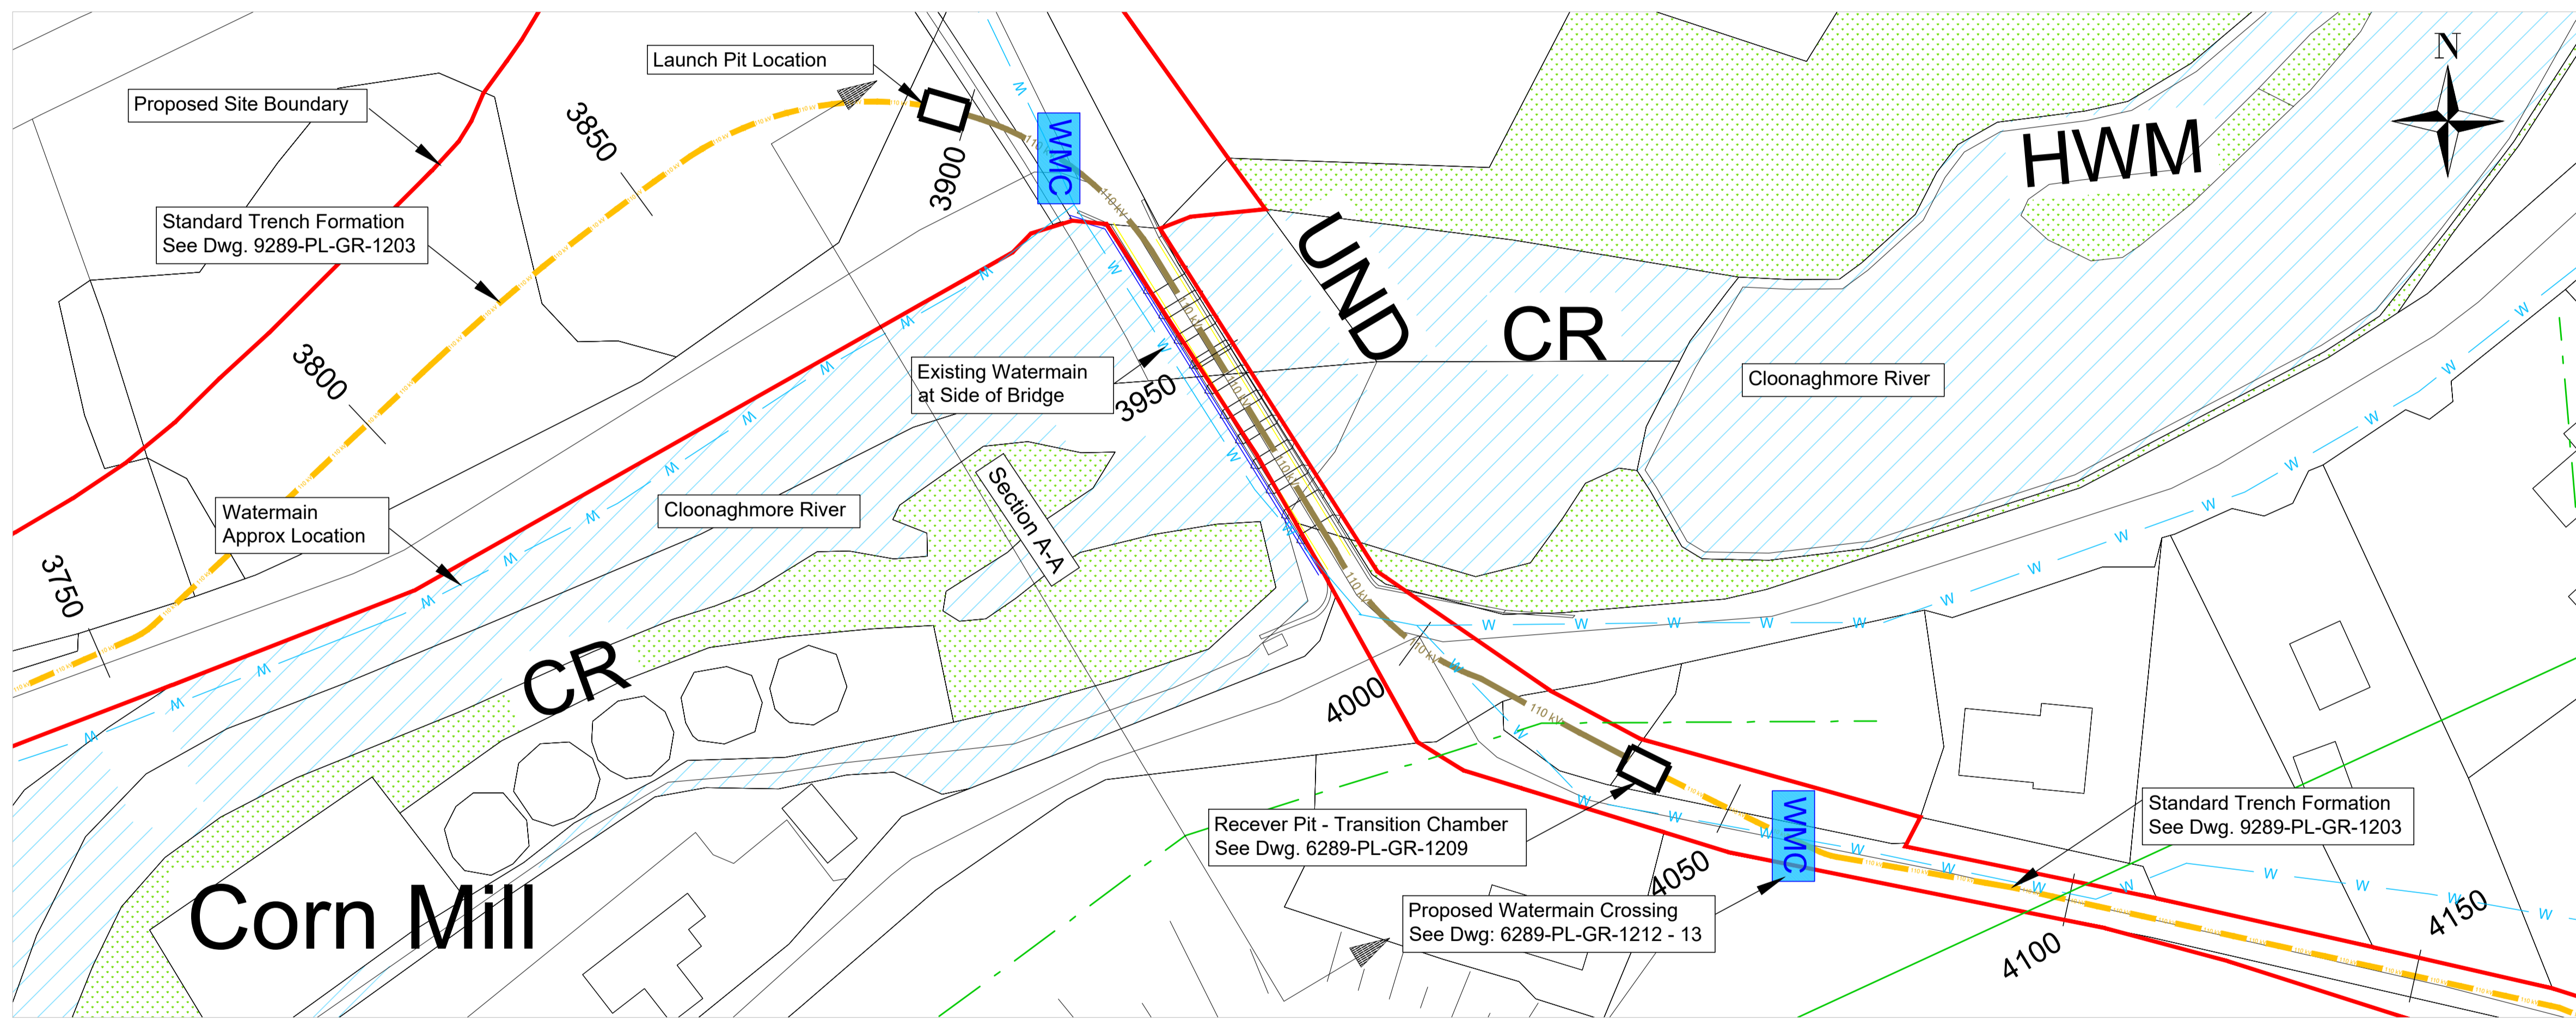 N
Launch Pit Location
Proposed Site Boundary
3850
WMC
HWM
3900
Standard Trench Formation
See Dwg. 9289-PL-GR-1203
UND
CR
3800
Existing Watermain
at Side of Bridge
3950
Cloonaghmore River
Watermain
Approx Location
Cloonaghmore River
Section A-A
3750
CR
4000
110 kV
Recever Pit - Transition Chamber
See Dwg. 6289-PL-GR-1209
WMC
Standard Trench Formation
See Dwg. 9289-PL-GR-1203
4050
Corn Mill
Proposed Watermain Crossing
See Dwg: 6289-PL-GR-1212 - 13
4100
4150